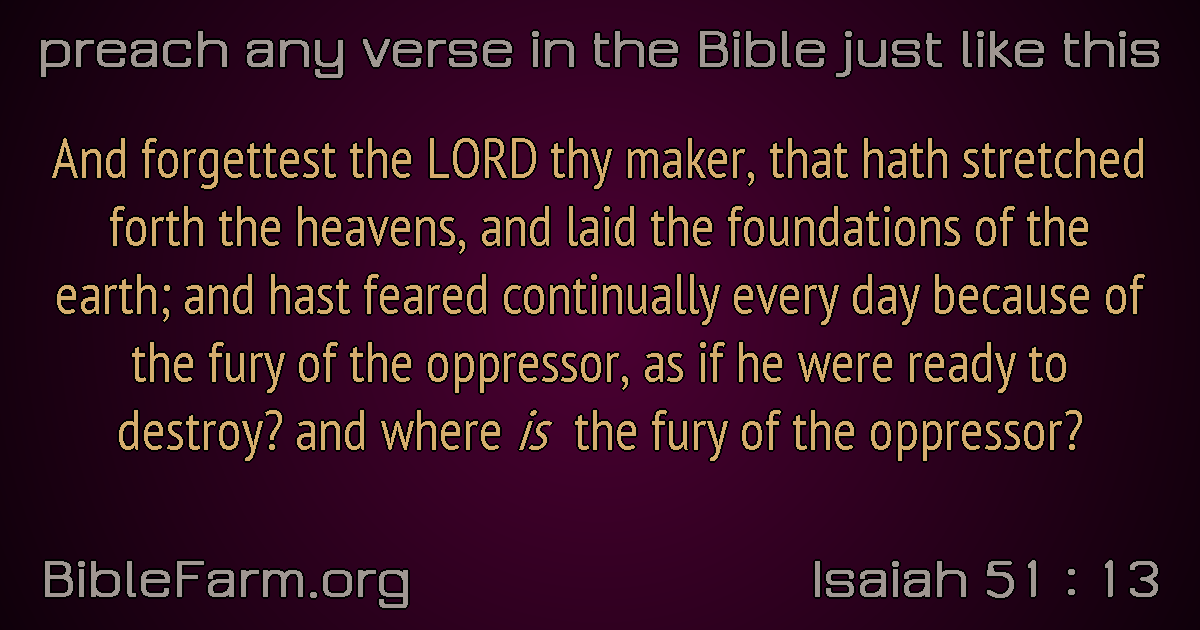 preach any verse in the Bible just like this
And forgettest the LORD thy maker, that hath stretched
forth the heavens, and laid the foundations of the
earth; and hast feared continually every day because of
the fury of the oppressor, as if he were ready to
destroy? and where is the fury of the oppressor?
BibleFarm.org
Isaiah 51 : 13